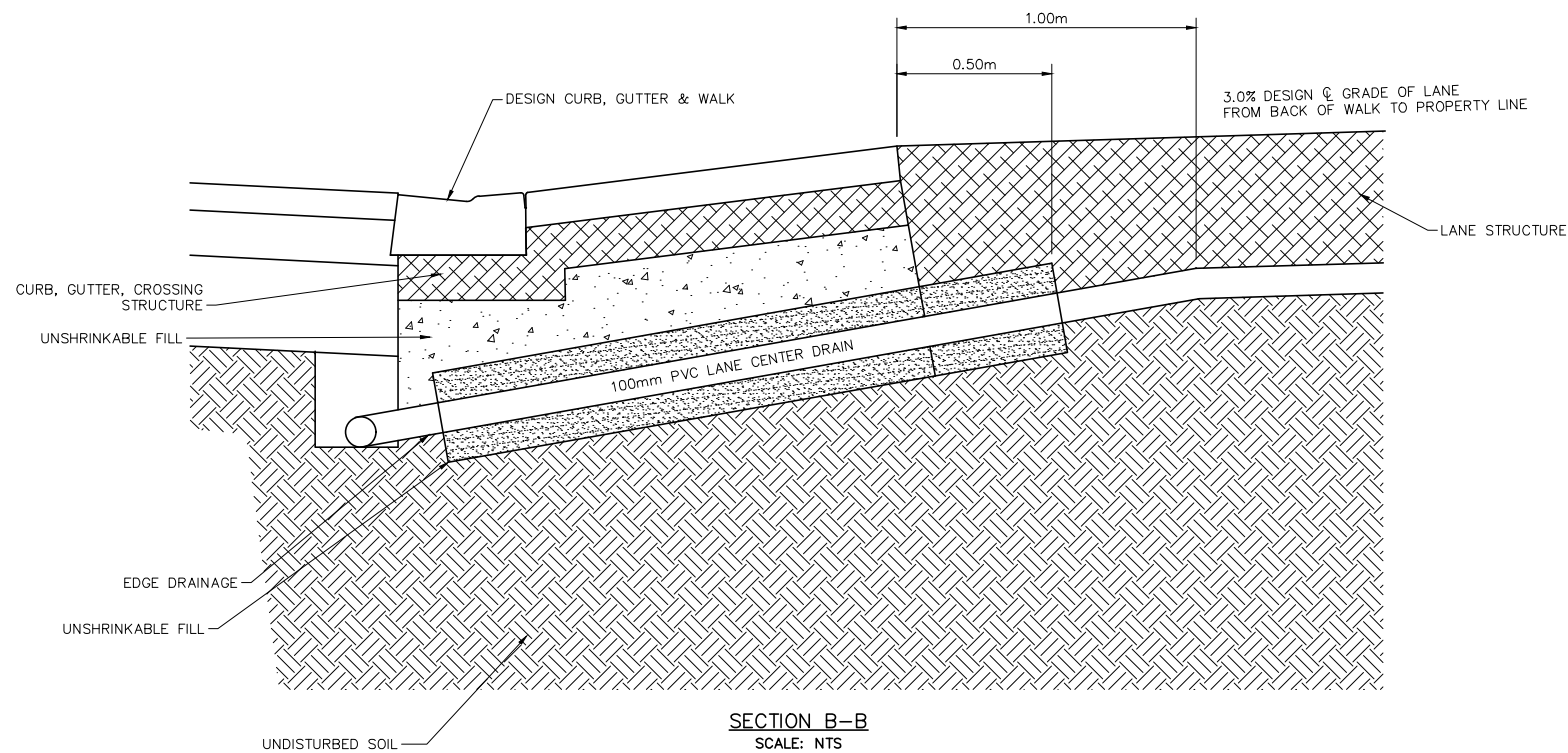 1.00m
0.50m
DESIGN CURB, GUTTER & WALK
3.0% DESIGN ℄ GRADE OF LANE
FROM BACK OF WALK TO PROPERTY LINE
LANE STRUCTURE
CURB, GUTTER, CROSSING
STRUCTURE
UNSHRINKABLE FILL
100mm PVC LANE CENTER DRAIN
EDGE DRAINAGE
UNSHRINKABLE FILL
UNDISTURBED SOIL
SECTION B-B
SCALE: NTS